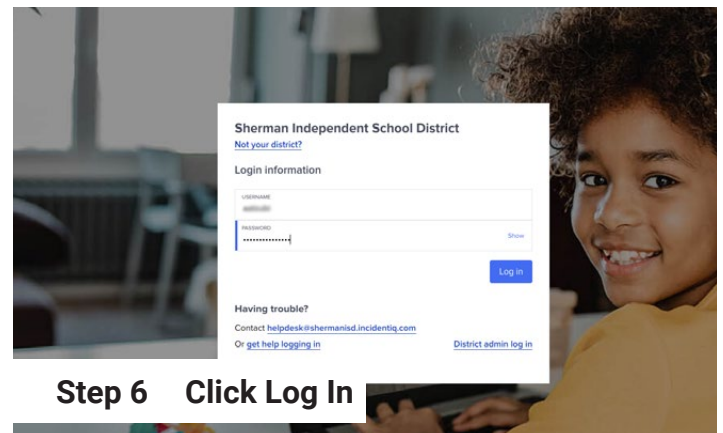 Sherman Independent School District
Not your district?
Login information
USERNAME
PASSWORD
Show
Log in
Having trouble?
Contact helpdesk@shermanisd.incidentiq.com
Or get help logging in
District admin log in
Step 6 Click Log In